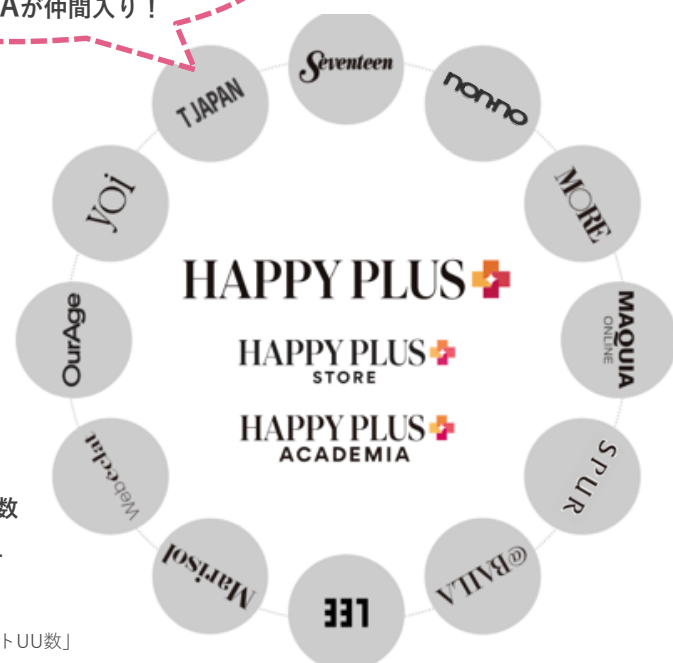 Aが仲間入り！
Seventeen
non-no
T JAPAN
MORE
yoi
HAPPY PLUS
MAQUIA
ONLINE
OurAge
HAPPY PLUS
STORE
HAPPY PLUS
ACADEMIA
SPUR
Webéclat
数
@BAILA
Marisol
LEE
トUU数」